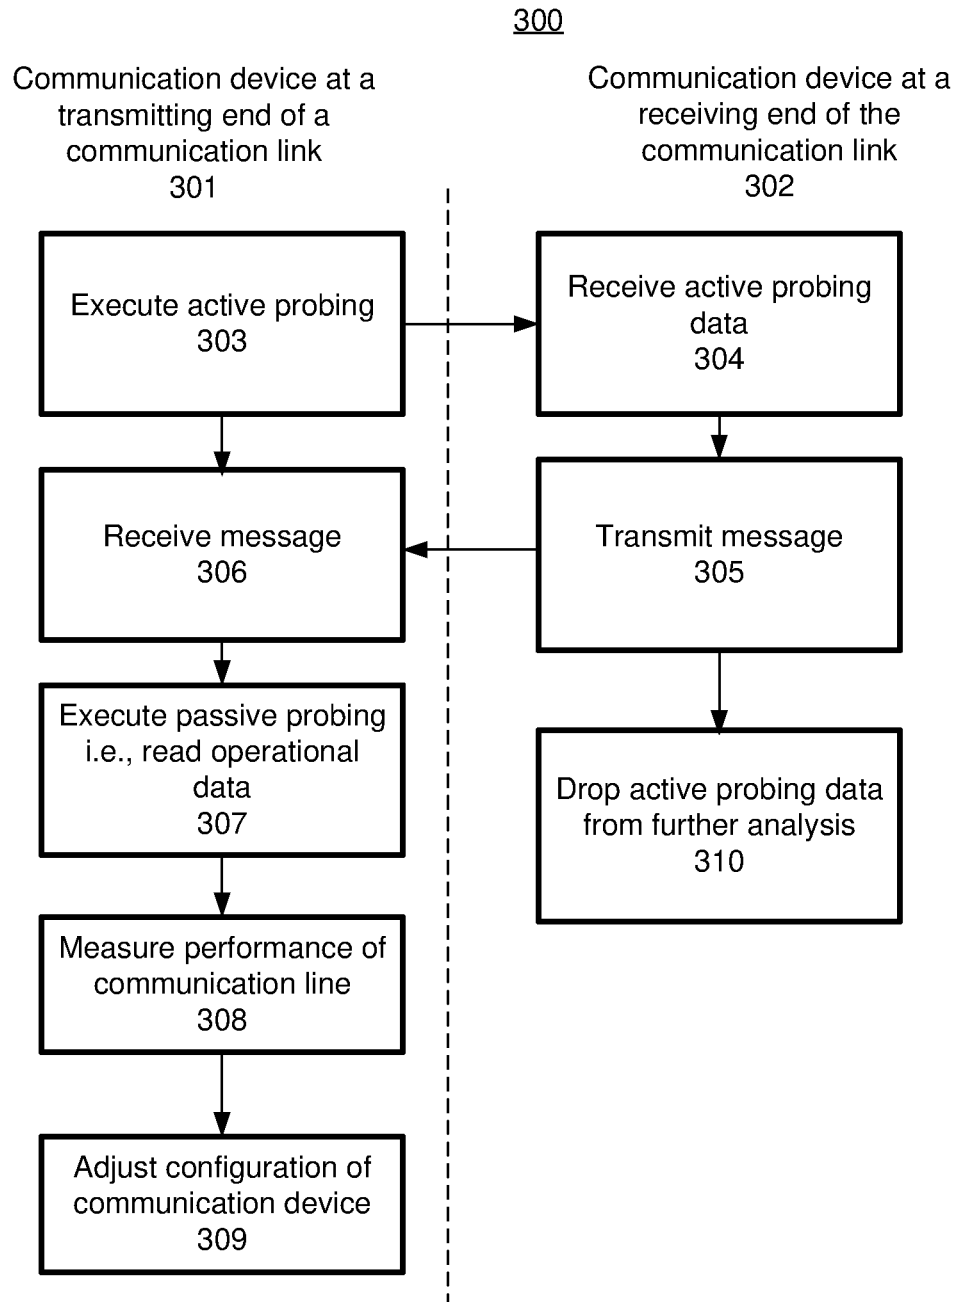 300
Communication device at a
transmitting end of a
communication link
301
Communication device at a
receiving end of the
communication link
302
Execute active probing
303
Receive active probing
data
304
Receive message
306
Transmit message
305
Execute passive probing
i.e., read operational
data
307
Drop active probing data
from further analysis
310
Measure performance of
communication line
308
Adjust configuration of
communication device
309